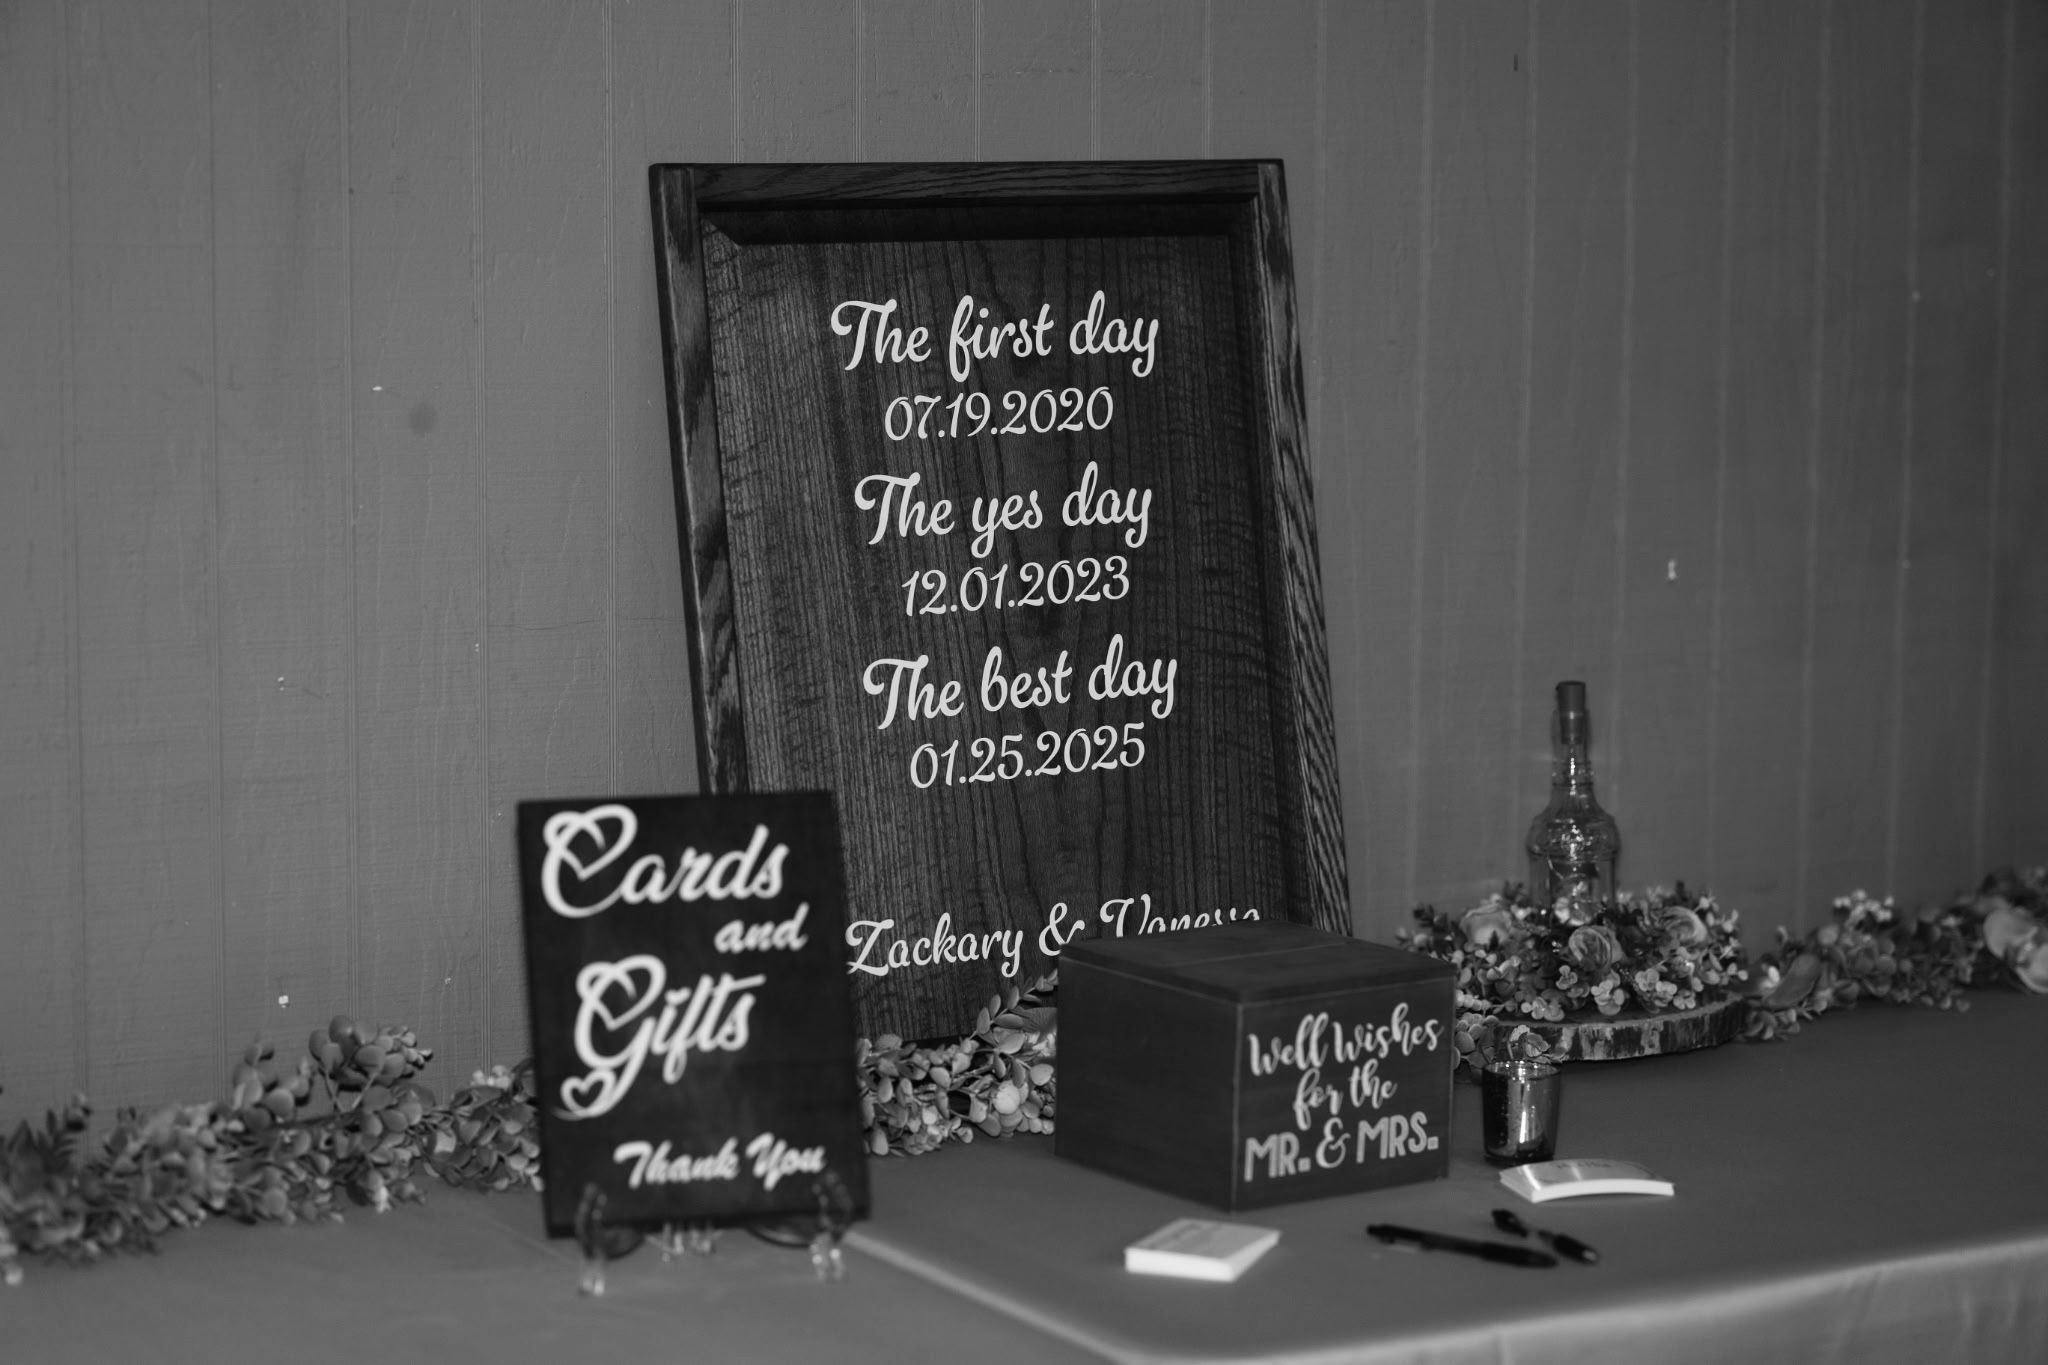 The first day
07.19.2020
The yes day
12.01.2023
The best day
01.25.2025
Zackary & Vanessa
Cards
and
Gifts
Thank You
Well Wishes
for the
MR. & MRS.